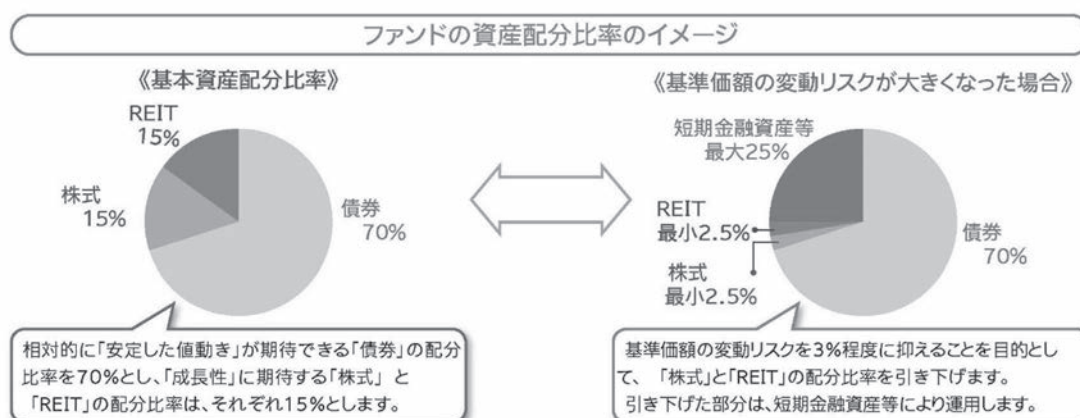 ファンドの資産配分比率のイメージ
《基本資産配分比率》
REIT
15%
株式
15%
債券
70%
相対的に「安定した値動き」が期待できる「債券」の配分
比率を70%とし、「成長性」に期待する「株式」と
「REIT」の配分比率は、それぞれ15%とします。
《基準価額の変動リスクが大きくなった場合》
短期金融資産等
最大25%
REIT
最小2.5%
株式
最小2.5%
債券
70%
基準価額の変動リスクを3%程度に抑えることを目的とし
て、「株式」と「REIT」の配分比率を引き下げます。
引き下げた部分は、短期金融資産等により運用します。